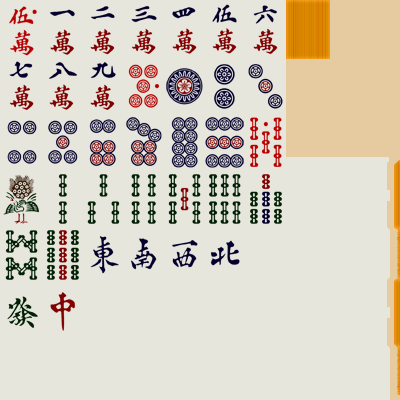 伍 一 二 三 四 伍 六
萬 萬 萬 萬 萬 萬 萬
七 八 九
萬 萬 萬
東 南 西 北
發 中